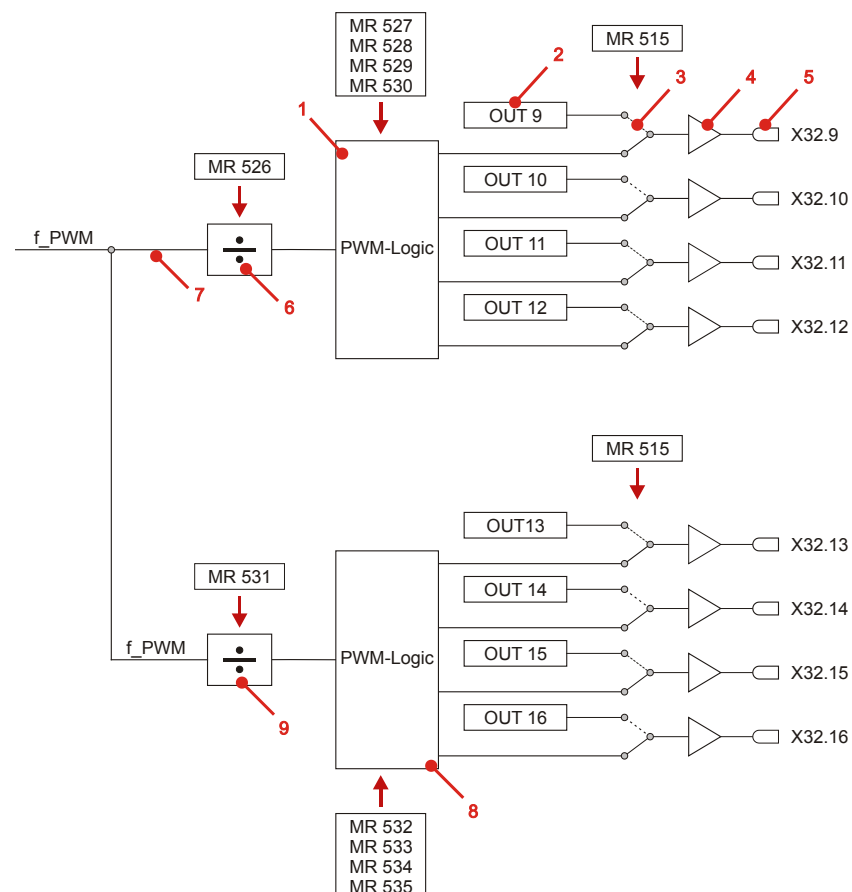 MR 527
MR 528
MR 529
MR 530
MR 515
2
3
4
5
1
OUT 9
X32.9
MR 526
OUT 10
X32.10
f_PWM
PWM-Logic
OUT 11
X32.11
7
6
OUT 12
X32.12
MR 515
OUT13
X32.13
MR 531
OUT 14
X32.14
f_PWM
PWM-Logic
OUT 15
X32.15
9
OUT 16
X32.16
8
MR 532
MR 533
MR 534
MR 535